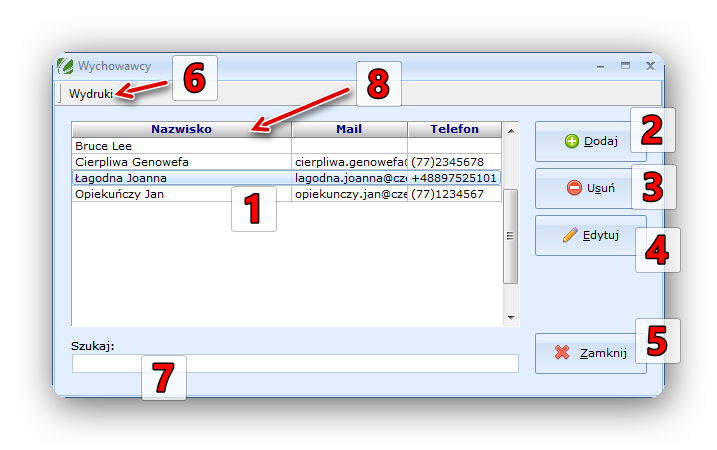 Wychowawcy
6
Wydruki
8
Nazwisko Mail Telefon
Bruce Lee
Cierpliwa Genowefa cierpliwa.genowefa( (77)2345678
Łagodna Joanna lagodna.joanna@cze +48897525101
Opiekuńczy Jan opiekunczy.jan@cze (77)1234567
1
Dodaj
2
Usuń
3
Edytuj
4
Szukaj:
7
Zamknij
5